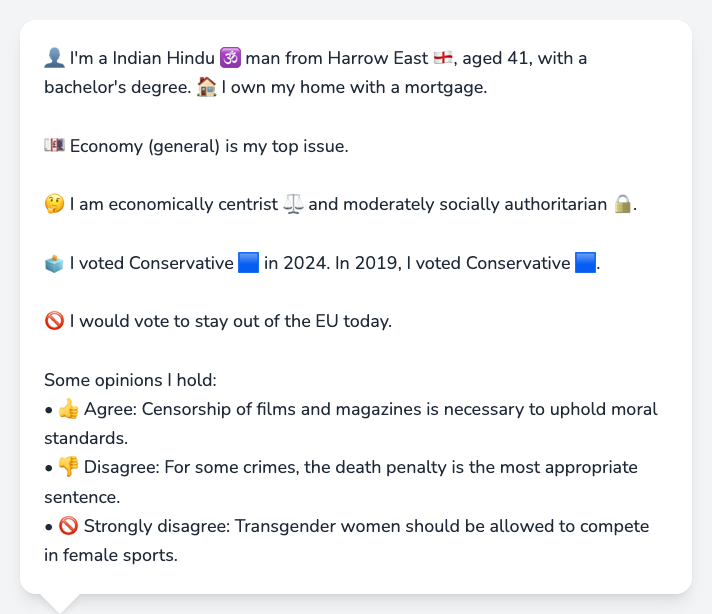 👤 I'm a Indian Hindu 🕉️ man from Harrow East 🏴󠁧󠁢󠁥󠁮󠁧󠁿, aged 41, with a
bachelor's degree. 🏠 I own my home with a mortgage.
💷 Economy (general) is my top issue.
🤔 I am economically centrist ⚖️ and moderately socially authoritarian 🔒.
🗳️ I voted Conservative 🟦 in 2024. In 2019, I voted Conservative 🟦.
🚫 I would vote to stay out of the EU today.
Some opinions I hold:
• 👍 Agree: Censorship of films and magazines is necessary to uphold moral
standards.
• 👎 Disagree: For some crimes, the death penalty is the most appropriate
sentence.
• 🚫 Strongly disagree: Transgender women should be allowed to compete
in female sports.